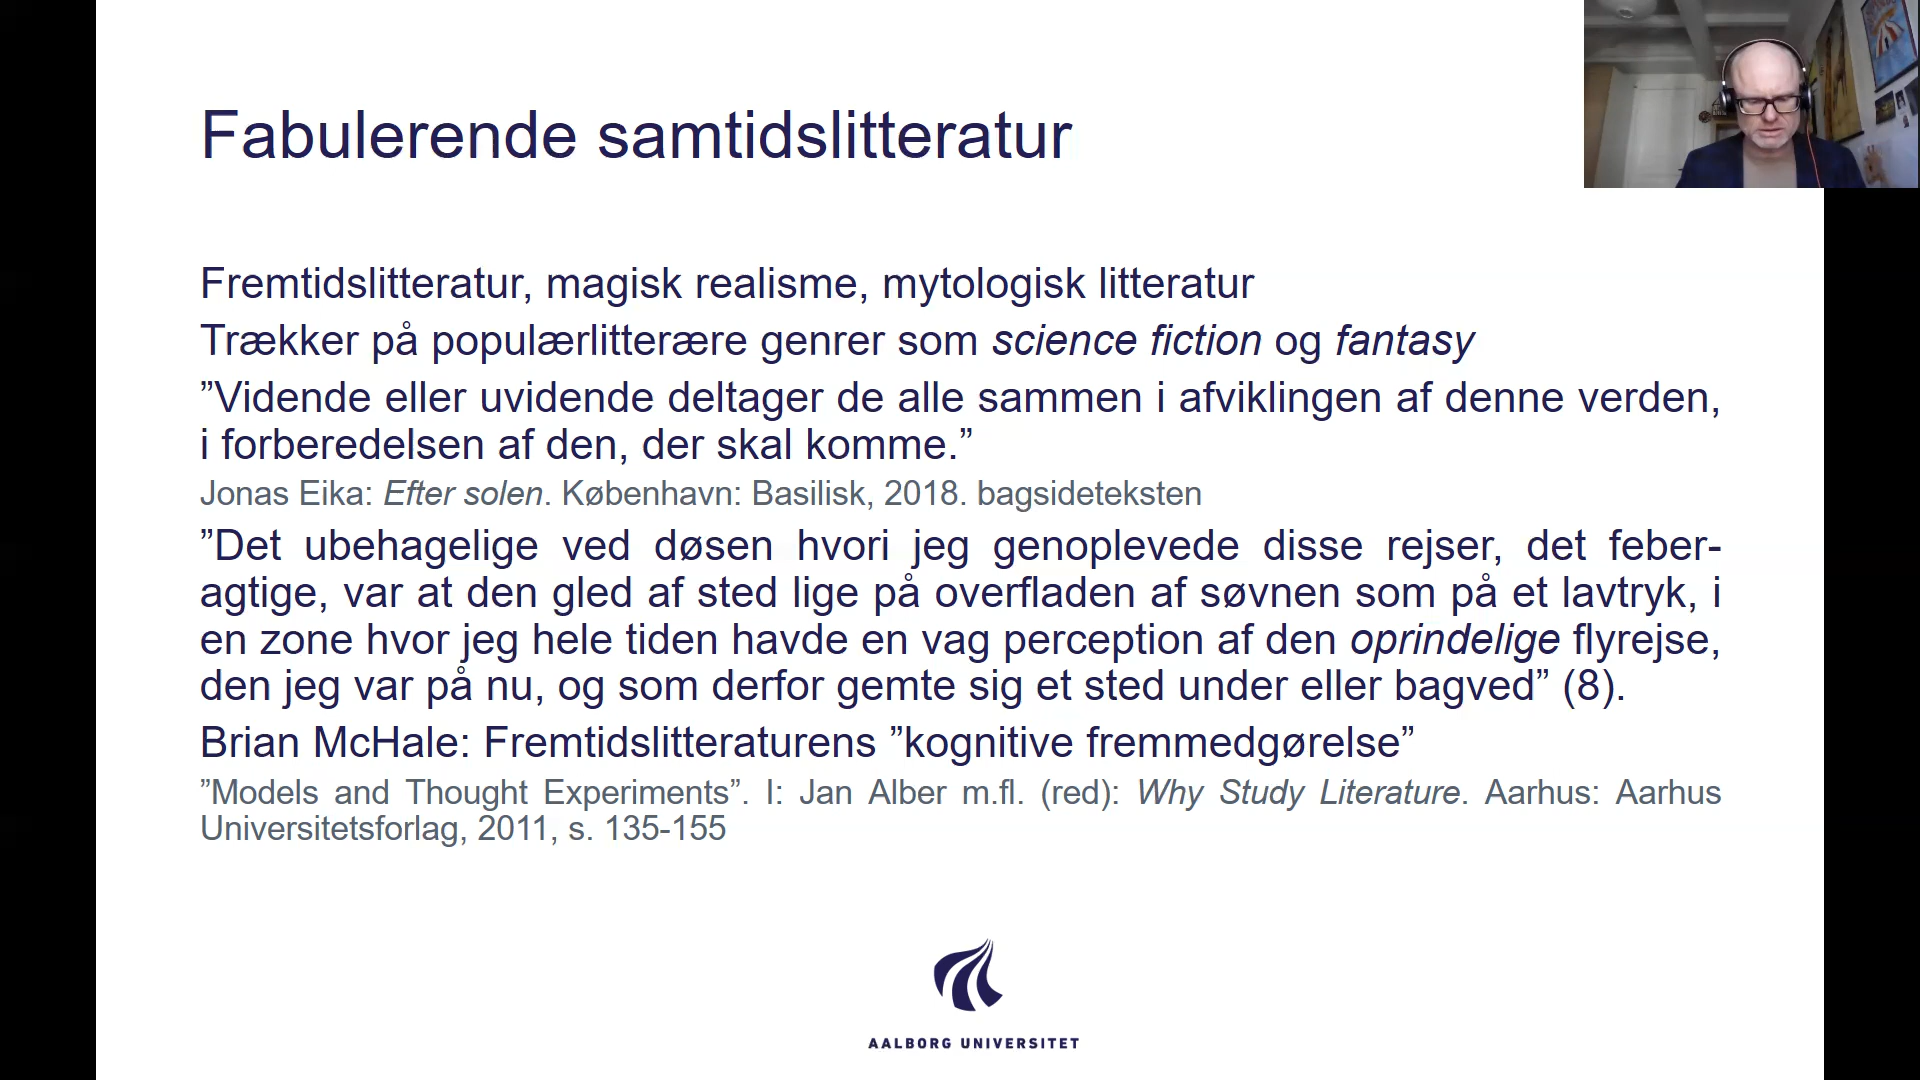 Fabulerende samtidslitteratur
Fremtidslitteratur, magisk realisme, mytologisk litteratur
Trækker på populærlitterære genrer som science fiction og fantasy
”Vidende eller uvidende deltager de alle sammen i afviklingen af denne verden,
i forberedelsen af den, der skal komme.”
Jonas Eika: Efter solen. København: Basilisk, 2018. bagsideteksten
”Det ubehagelige ved døsen hvori jeg genoplevede disse rejser, det feber-
agtige, var at den gled af sted lige på overfladen af søvnen som på et lavtryk, i
en zone hvor jeg hele tiden havde en vag perception af den oprindelige flyrejse,
den jeg var på nu, og som derfor gemte sig et sted under eller bagved” (8).
Brian McHale: Fremtidslitteraturens ”kognitive fremmedgørelse”
”Models and Thought Experiments”. I: Jan Alber m.fl. (red): Why Study Literature. Aarhus: Aarhus
Universitetsforlag, 2011, s. 135-155
AALBORG UNIVERSITET